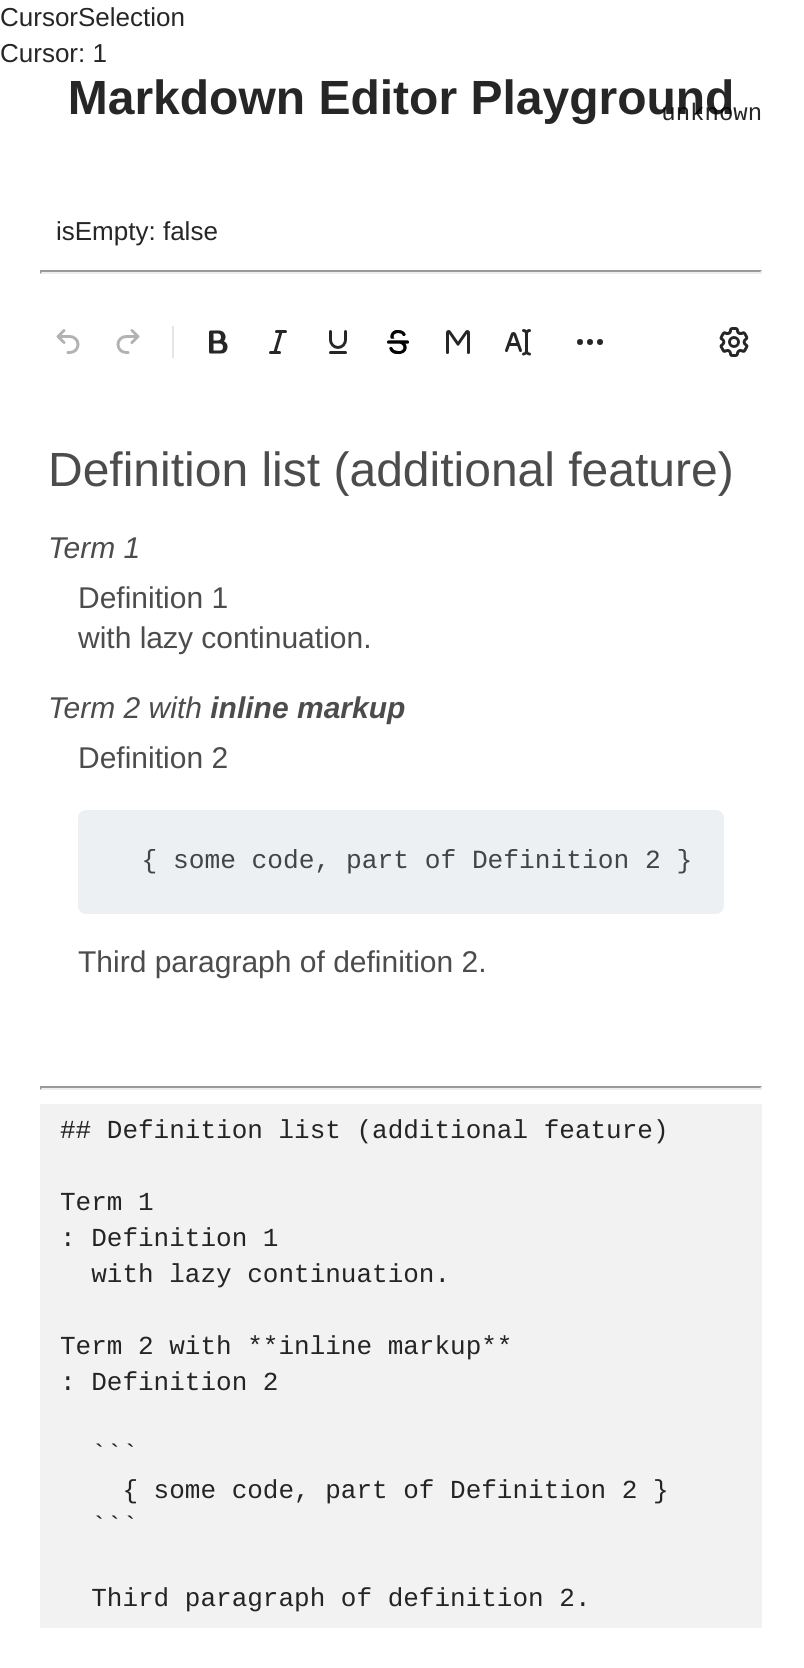 CursorSelection
Cursor: 1
Markdown Editor Playground
unknown
isEmpty: false
Definition list (additional feature)
Term 1
Definition 1
with lazy continuation.
Term 2 with inline markup
Definition 2
{ some code, part of Definition 2 }
Third paragraph of definition 2.
## Definition list (additional feature)
Term 1
: Definition 1
  with lazy continuation.
Term 2 with **inline markup**
: Definition 2
  ```
    { some code, part of Definition 2 }
  ```
  Third paragraph of definition 2.